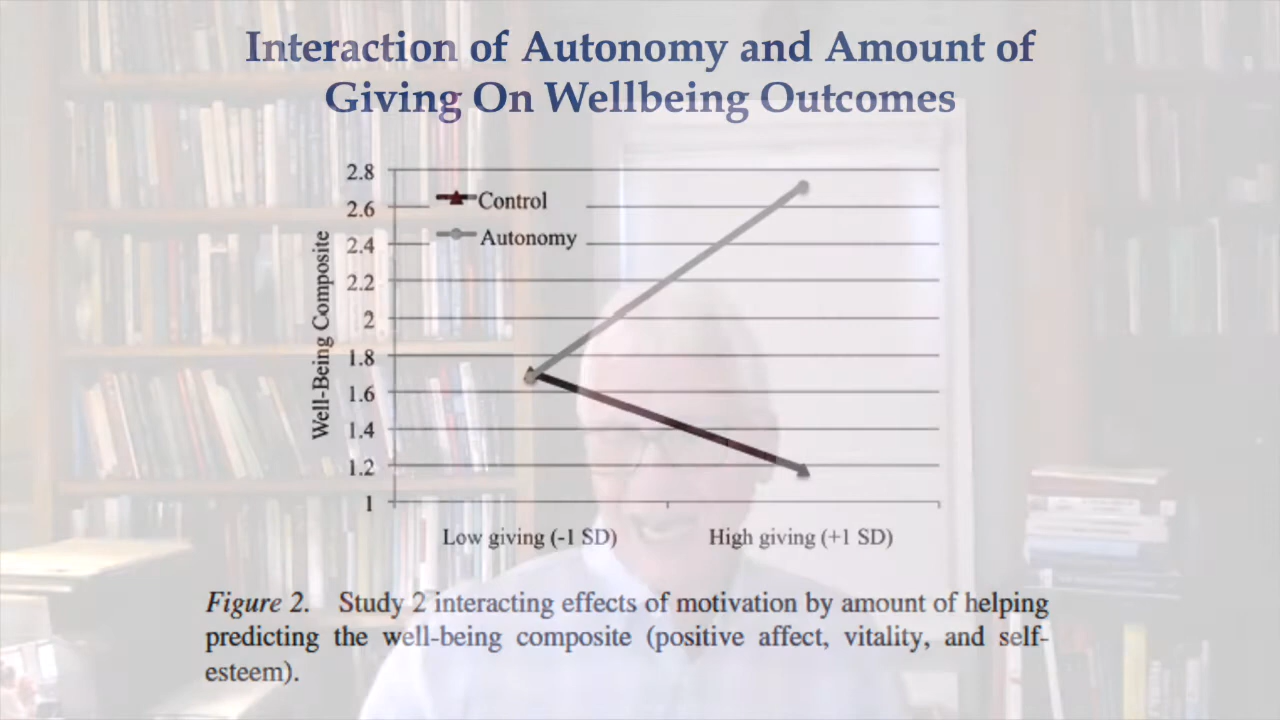 Interaction of Autonomy and Amount of
Giving On Wellbeing Outcomes
2.8
2.6
2.4
2.2
2
1.8
1.6
1.4
1.2
1
Well-Being Composite
Control
Autonomy
Low giving (-1 SD)
High giving (+1 SD)
Figure 2. Study 2 interacting effects of motivation by amount of helping
predicting the well-being composite (positive affect, vitality, and self-
esteem).